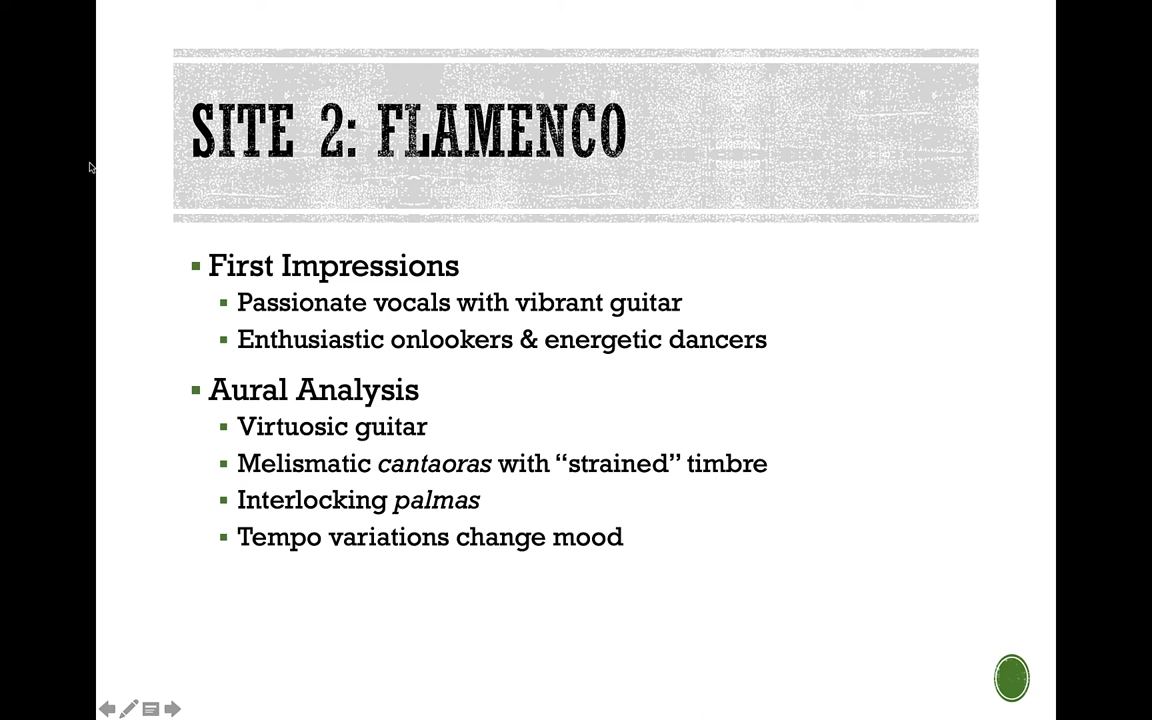 SITE 2: FLAMENCO
First Impressions
Passionate vocals with vibrant guitar
Enthusiastic onlookers & energetic dancers
Aural Analysis
Virtuosic guitar
Melismatic cantaoras with “strained” timbre
Interlocking palmas
Tempo variations change mood